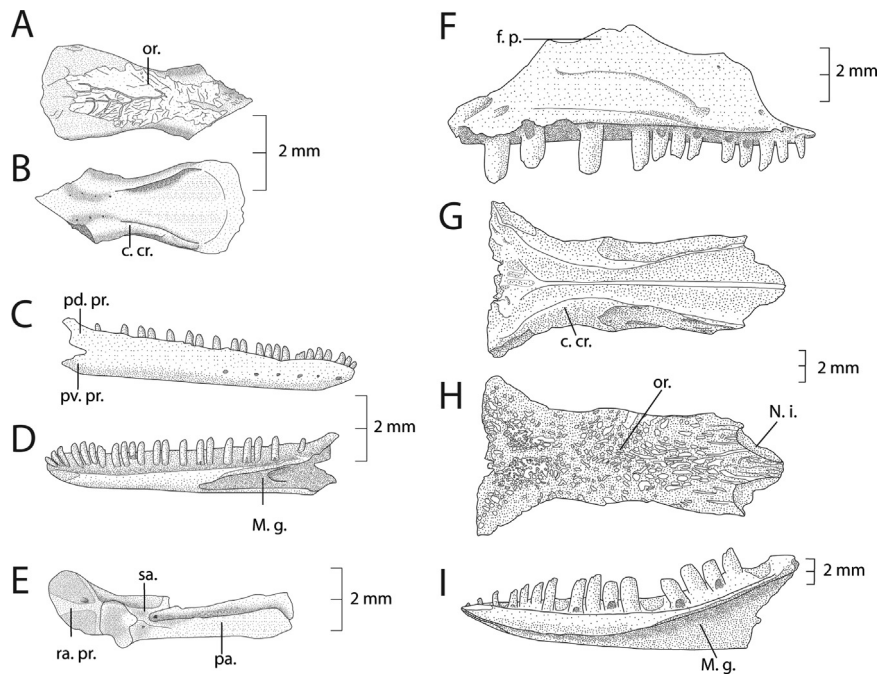 A
or.
B
c. cr.
2 mm
C
pd. pr.
pv. pr.
D
M. g.
2 mm
E
sa.
ra. pr.
pa.
2 mm
F
f. p.
2 mm
G
c. cr.
2 mm
H
or.
N. i.
I
M. g.
2 mm